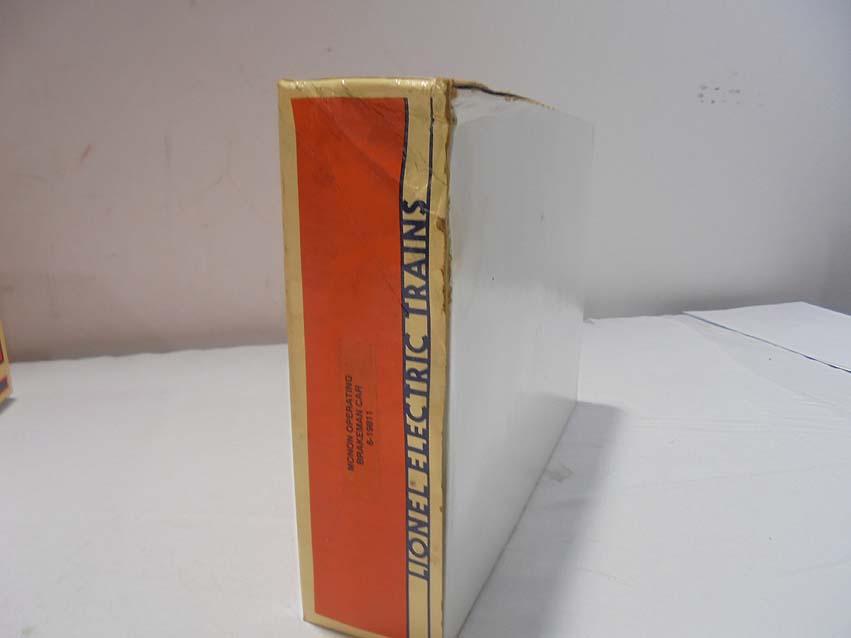 MONON OPERATING
BRAKEMAN CAR
6-19811
LIONEL ELECTRIC TRAINS